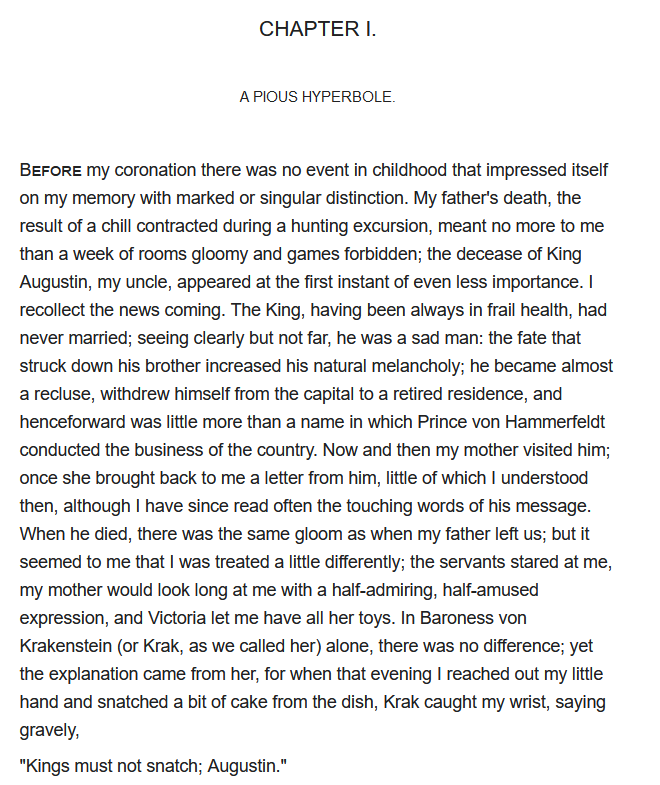 CHAPTER I.
A PIOUS HYPERBOLE.
BEFORE my coronation there was no event in childhood that impressed itself
on my memory with marked or singular distinction. My father's death, the
result of a chill contracted during a hunting excursion, meant no more to me
than a week of rooms gloomy and games forbidden; the decease of King
Augustin, my uncle, appeared at the first instant of even less importance. I
recollect the news coming. The King, having been always in frail health, had
never married; seeing clearly but not far, he was a sad man: the fate that
struck down his brother increased his natural melancholy; he became almost
a recluse, withdrew himself from the capital to a retired residence, and
henceforward was little more than a name in which Prince von Hammerfeldt
conducted the business of the country. Now and then my mother visited him;
once she brought back to me a letter from him, little of which I understood
then, although I have since read often the touching words of his message.
When he died, there was the same gloom as when my father left us; but it
seemed to me that I was treated a little differently; the servants stared at me,
my mother would look long at me with a half-admiring, half-amused
expression, and Victoria let me have all her toys. In Baroness von
Krakenstein (or Krak, as we called her) alone, there was no difference; yet
the explanation came from her, for when that evening I reached out my little
hand and snatched a bit of cake from the dish, Krak caught my wrist, saying
gravely,
"Kings must not snatch; Augustin."